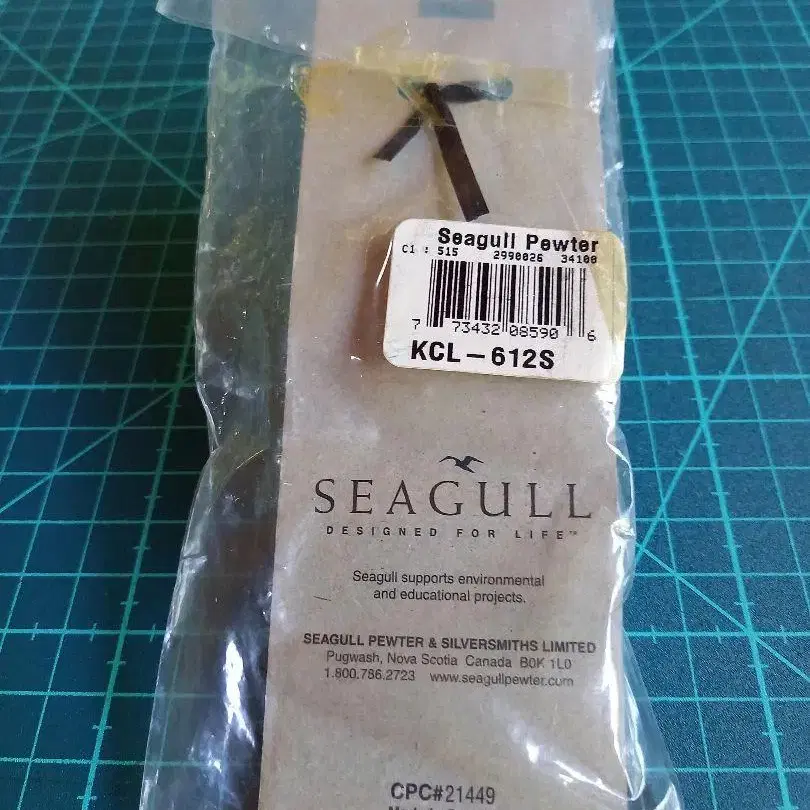 Seagull Pewter
C1 : 515 2990026 34100
7 73432 08590 6
KCL-612S
SEAGULL
DESIGNED FOR LIFE™
Seagull supports environmental
and educational projects.
SEAGULL PEWTER & SILVERSMITHS LIMITED
Pugwash, Nova Scotia Canada B0K 1L0
1.800.786.2723 www.seagullpewter.com
CPC#21449